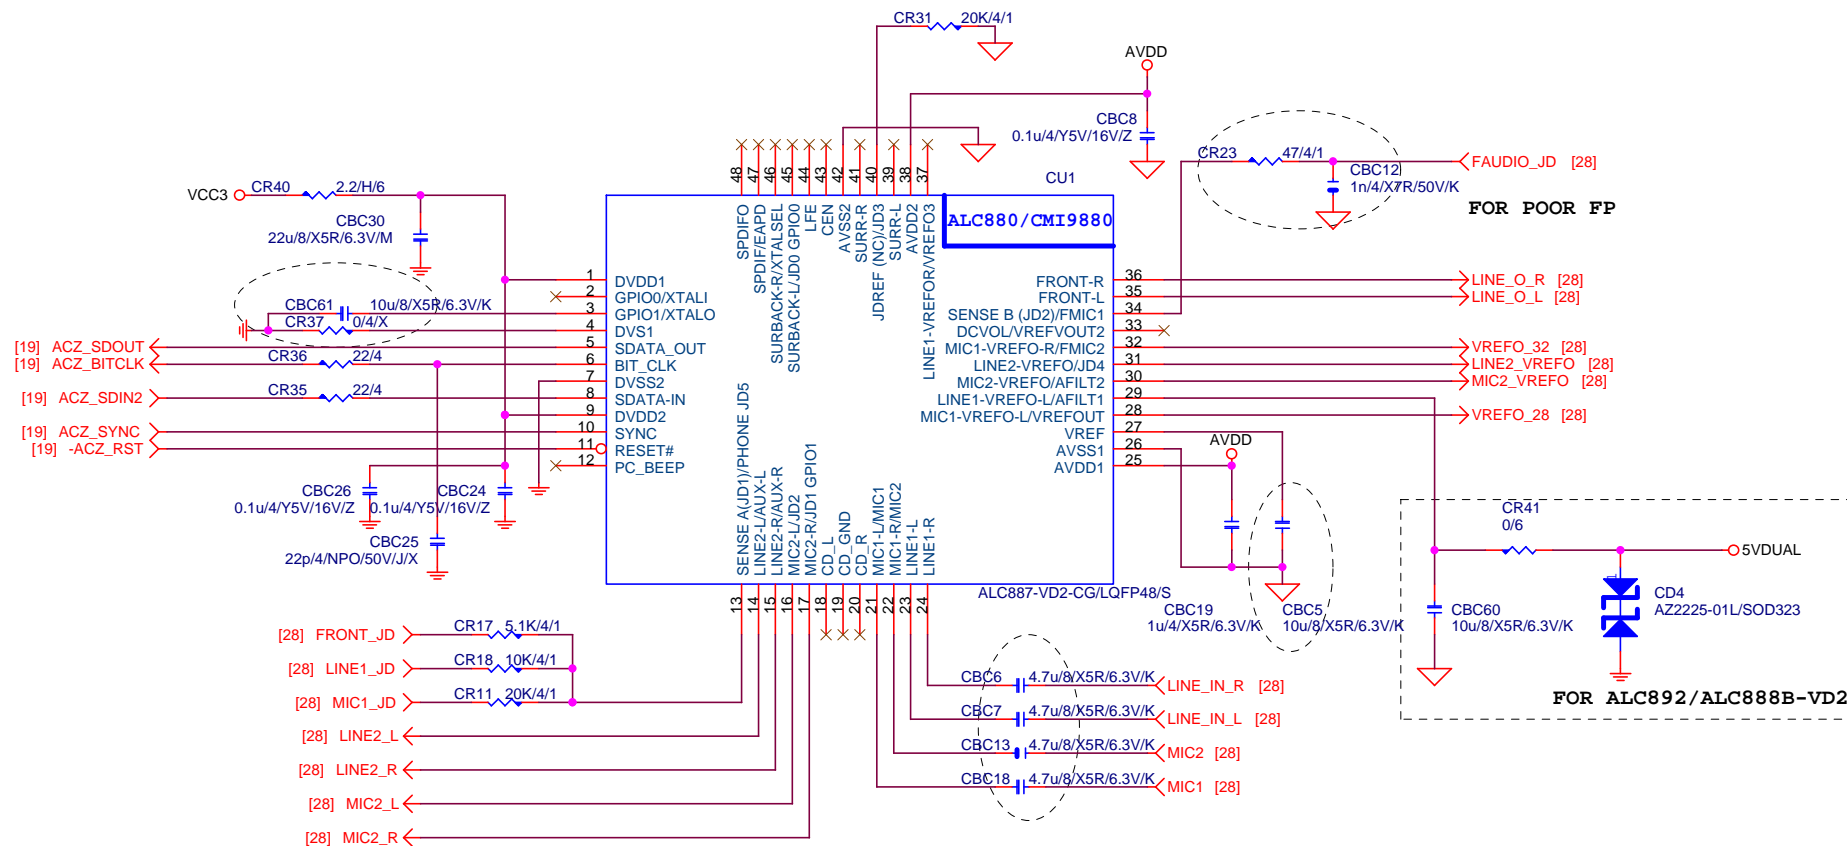 CR31 20K/4/1
AVDD
CBC8
0.1u/4/Y5V/16V/Z
CR23 47/4/1
FAUDIO_JD [28]
CBC12
1n/4/X7R/50V/K
FOR POOR FP
CU1
ALC880/CMI9880
VCC3 CR40 2.2/H/6
CBC30
22u/8/X5R/6.3V/M
48 47 46 45 44 43 42 41 40 39 38 37
SPDIFO
SPDIF/EAPD
SURBACK-R/XTALSEL
SURBACK-L/JD0 GPIO0
LFE
CEN
AVSS2
SURR-R
JDREF (NC)/JD3
SURR-L
AVDD2
LINE1-VREFOR/VREFO3
CBC61 10u/8/X5R/6.3V/K
CR37 0/4/X
1 DVDD1
2 GPIO0/XTALI
3 GPIO1/XTALO
4 DVS1
[19] ACZ_SDOUT 5 SDATA_OUT
[19] ACZ_BITCLK CR36 22/4 6 BIT_CLK
7 DVSS2
[19] ACZ_SDIN2 CR35 22/4 8 SDATA-IN
9 DVDD2
[19] ACZ_SYNC 10 SYNC
[19] -ACZ_RST 11 RESET#
12 PC_BEEP
FRONT-R 36 LINE_O_R [28]
FRONT-L 35 LINE_O_L [28]
SENSE B (JD2)/FMIC1 34
DCVOL/VREFVOUT2 33
MIC1-VREFO-R/FMIC2 32 VREFO_32 [28]
LINE2-VREFO/JD4 31 LINE2_VREFO [28]
MIC2-VREFO/AFILT2 30 MIC2_VREFO [28]
LINE1-VREFO-L/AFILT1 29
MIC1-VREFO-L/VREFOUT 28 VREFO_28 [28]
VREF 27
AVSS1 26
AVDD1 25
AVDD
CBC26
0.1u/4/Y5V/16V/Z
CBC24
0.1u/4/Y5V/16V/Z
CBC25
22p/4/NPO/50V/J/X
SENSE A(JD1)/PHONE JD5
LINE2-L/AUX-L
LINE2-R/AUX-R
MIC2-L/JD2
MIC2-R/JD1 GPIO1
CD_L
CD_GND
CD_R
MIC1-L/MIC1
MIC1-R/MIC2
LINE1-L
LINE1-R
13 14 15 16 17 18 19 20 21 22 23 24
ALC887-VD2-CG/LQFP48/S
CBC19
1u/4/X5R/6.3V/K
CBC5
10u/8/X5R/6.3V/K
CR41
0/6
5VDUAL
CBC60
10u/8/X5R/6.3V/K
1
CD4
AZ2225-01L/SOD323
FOR ALC892/ALC888B-VD2
[28] FRONT_JD CR17 5.1K/4/1
[28] LINE1_JD CR18 10K/4/1
[28] MIC1_JD CR11 20K/4/1
[28] LINE2_L
[28] LINE2_R
[28] MIC2_L
[28] MIC2_R
CBC6 4.7u/8/X5R/6.3V/K LINE_IN_R [28]
CBC7 4.7u/8/X5R/6.3V/K LINE_IN_L [28]
CBC13 4.7u/8/X5R/6.3V/K MIC2 [28]
CBC18 4.7u/8/X5R/6.3V/K MIC1 [28]